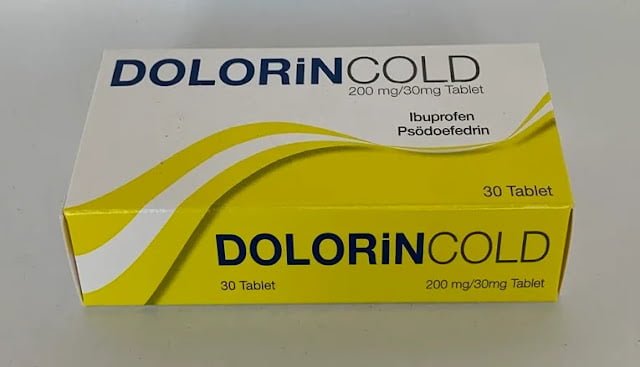 DOLORiNCOLD
200 mg/30mg Tablet
Ibuprofen
Psödoefedrin
30 Tablet
DOLORiNCOLD
30 Tablet 200 mg/30mg Tablet